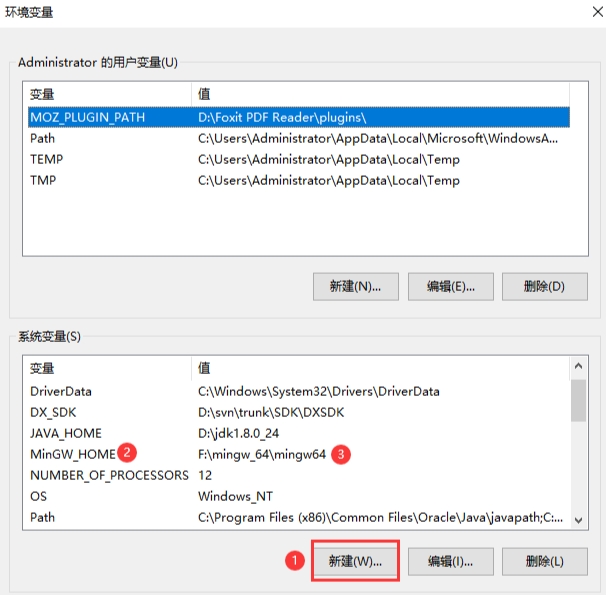 环境变量
Administrator 的用户变量(U)
变量 值
MOZ_PLUGIN_PATH D:\Foxit PDF Reader\plugins\
Path C:\Users\Administrator\AppData\Local\Microsoft\WindowsA...
TEMP C:\Users\Administrator\AppData\Local\Temp
TMP C:\Users\Administrator\AppData\Local\Temp
新建(N)... 编辑(E)... 删除(D)
系统变量(S)
变量 值
DriverData C:\Windows\System32\Drivers\DriverData
DX_SDK D:\svn\trunk\SDK\DXSDK
JAVA_HOME D:\jdk1.8.0_24
MinGW_HOME 2 F:\mingw_64\mingw64 3
NUMBER_OF_PROCESSORS 12
OS Windows_NT
Path C:\Program Files (x86)\Common Files\Oracle\Java\javapath;C:...
1 新建(W)... 编辑(I)... 删除(L)